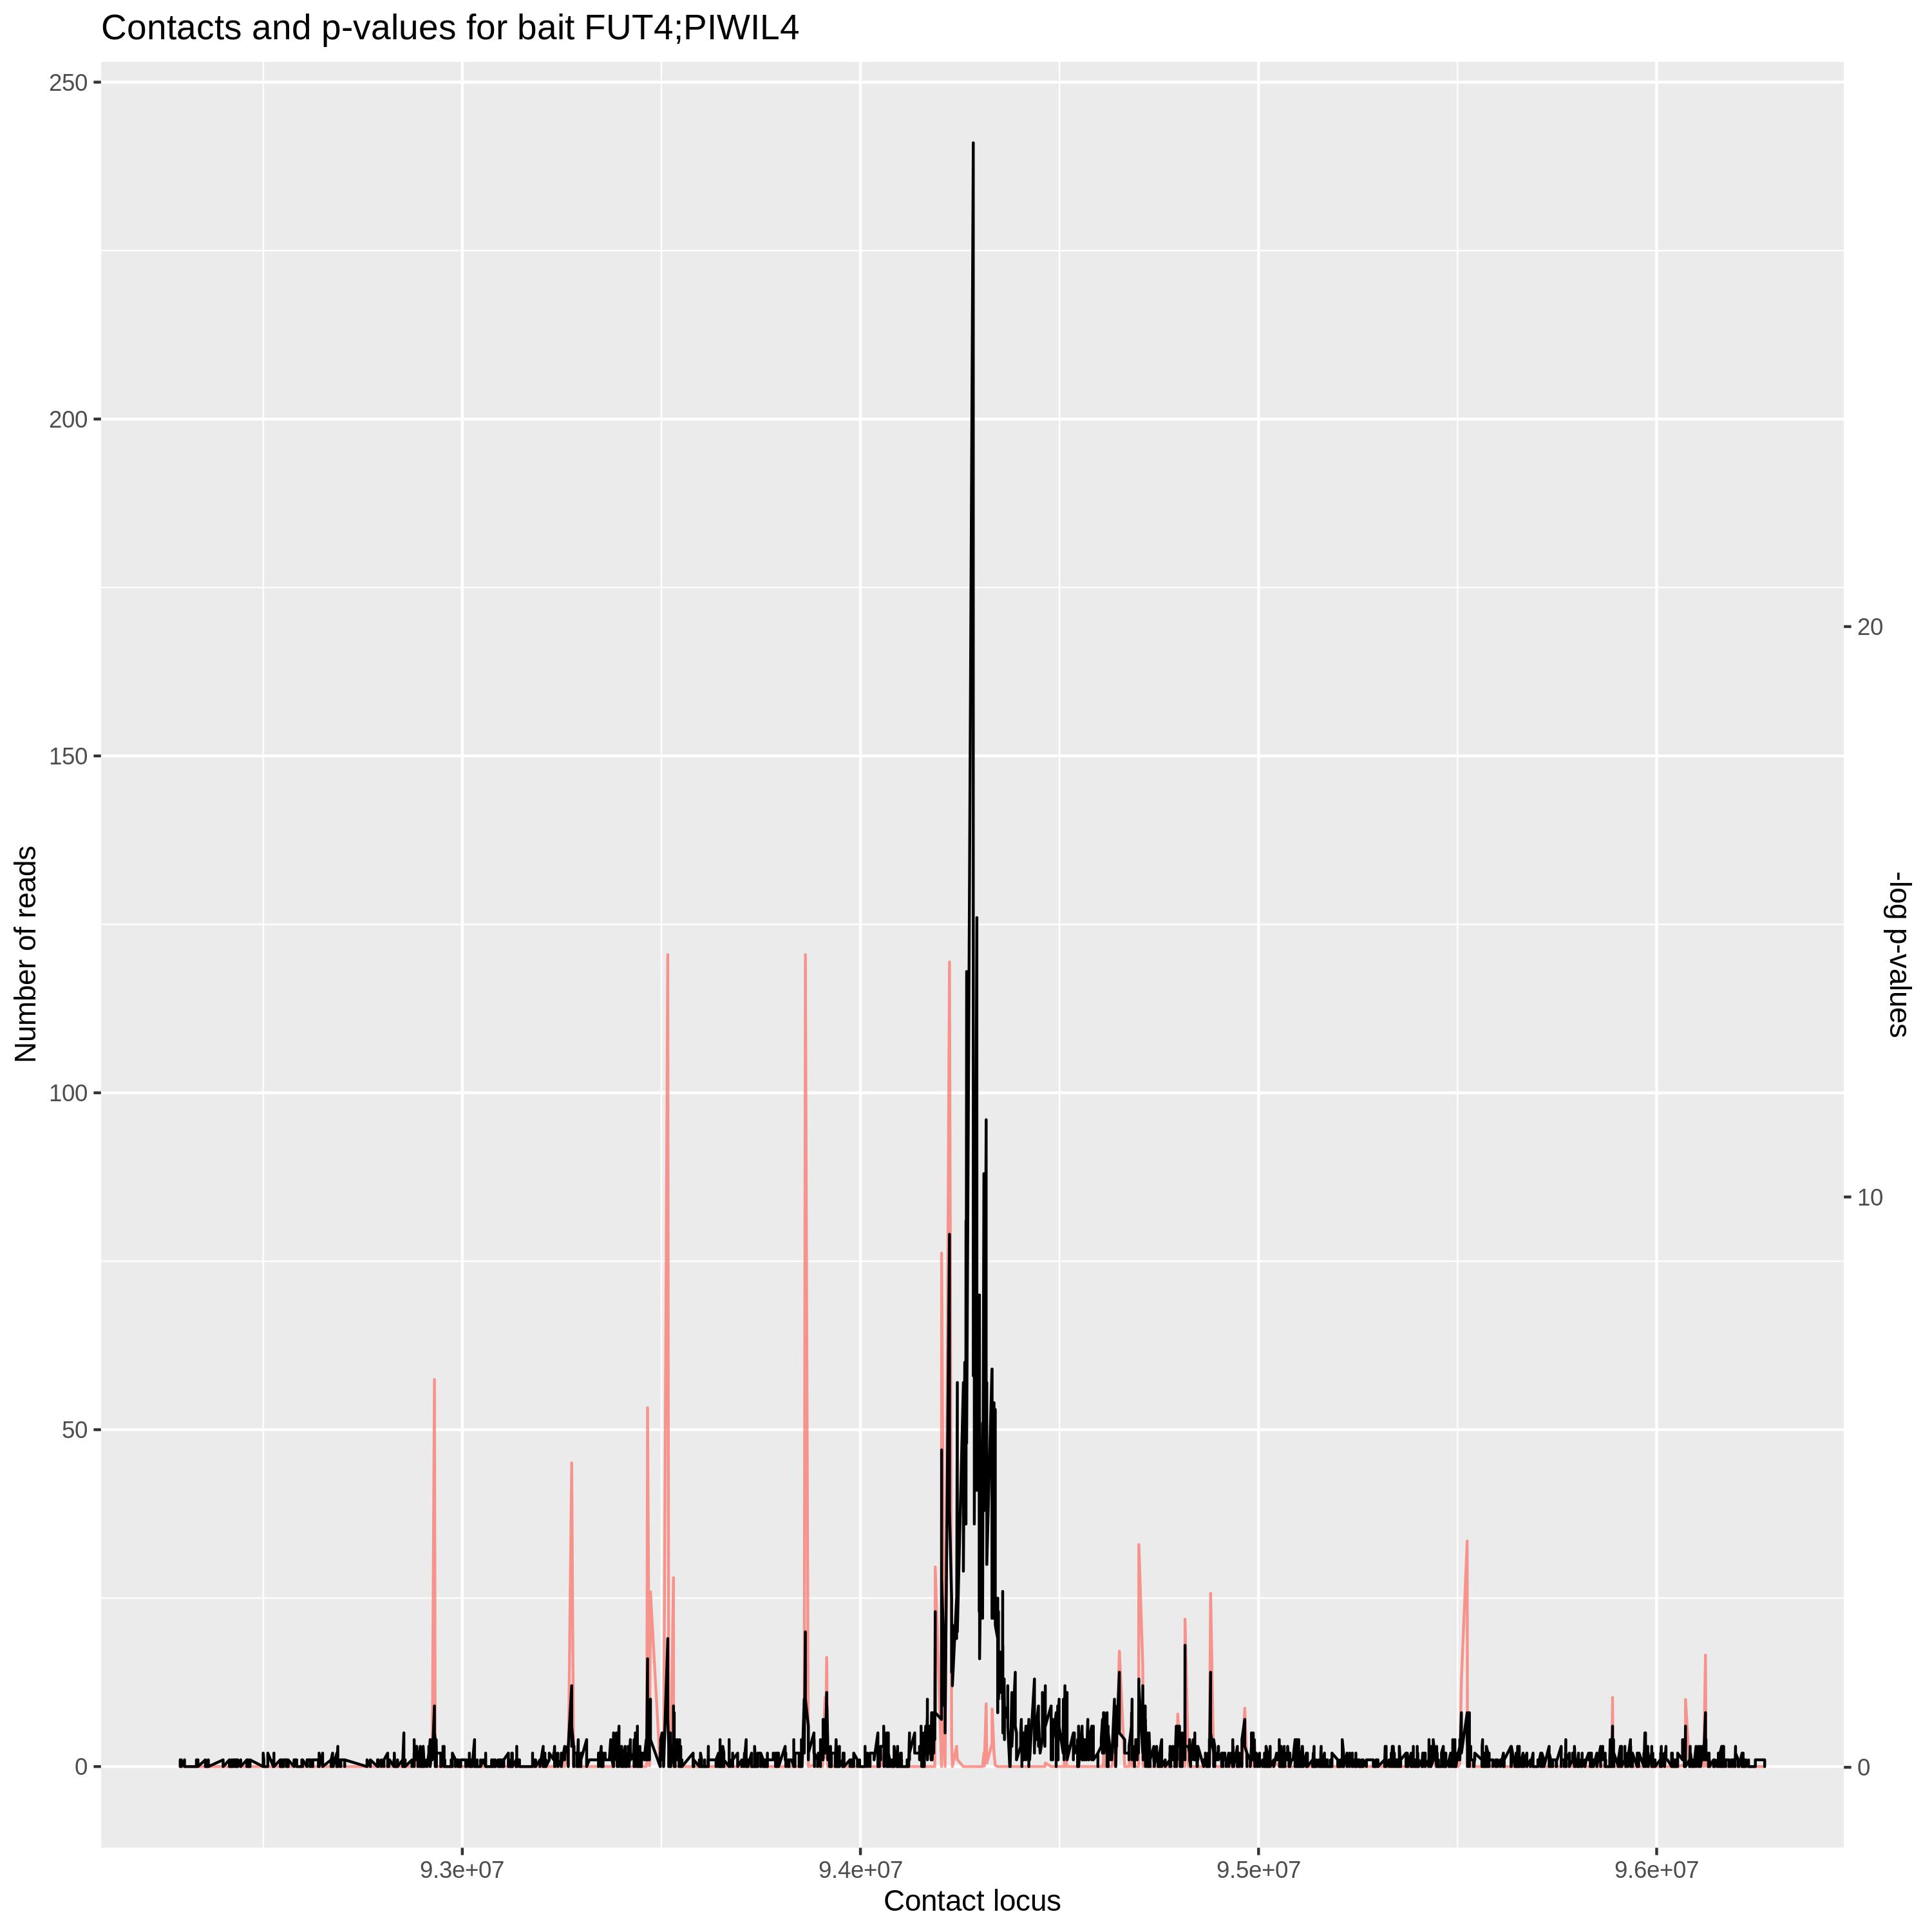 Contacts and p-values for bait FUT4;PIWIL4
250
200
150
100
50
0
Number of reads
20
10
0
-log p-values
9.3e+07
9.4e+07
9.5e+07
9.6e+07
Contact locus